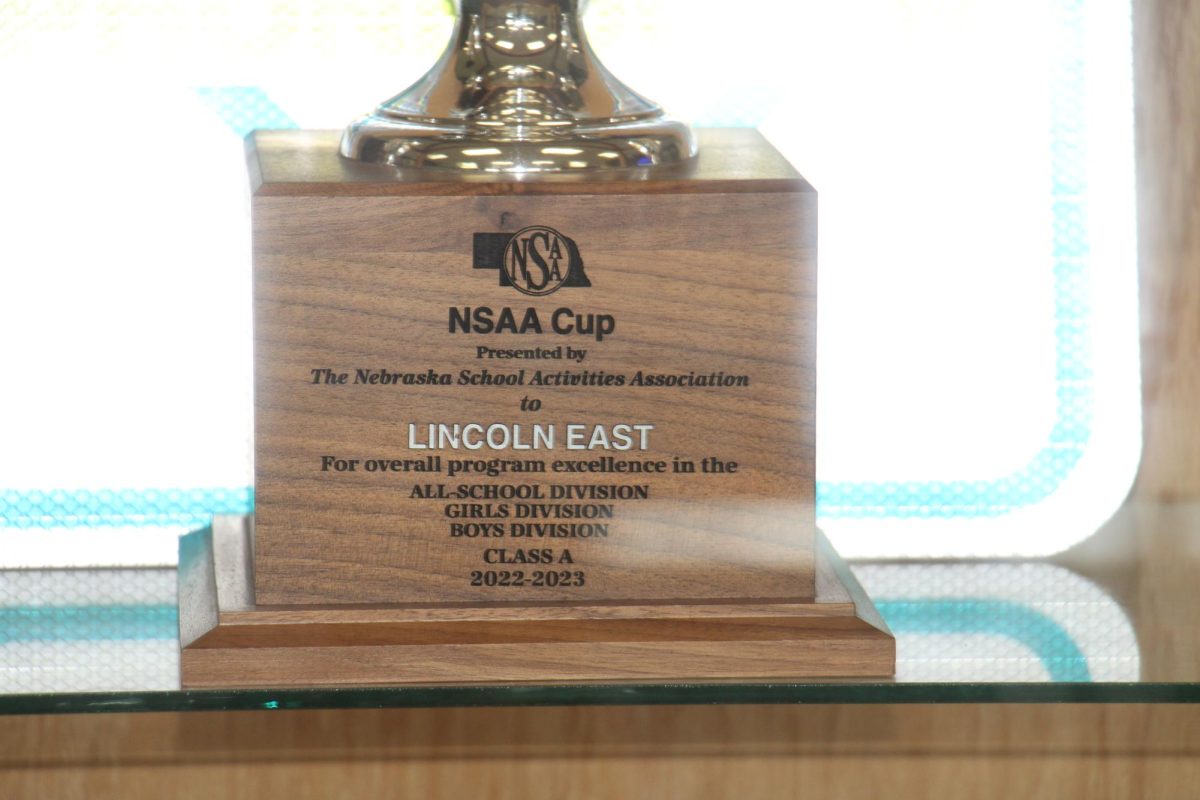 NSAA
NSAA Cup
Presented by
The Nebraska School Activities Association
to
LINCOLN EAST
For overall program excellence in the
ALL-SCHOOL DIVISION
GIRLS DIVISION
BOYS DIVISION
CLASS A
2022-2023